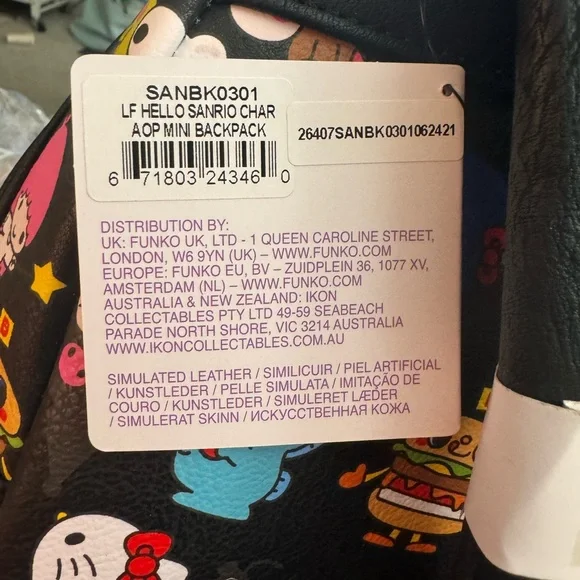 SANBK0301
LF HELLO SANRIO CHAR
AOP MINI BACKPACK
6 71803 24346 0
26407SANBK0301062421
DISTRIBUTION BY:
UK: FUNKO UK, LTD - 1 QUEEN CAROLINE STREET,
LONDON, W6 9YN (UK) – WWW.FUNKO.COM
EUROPE: FUNKO EU, BV – ZUIDPLEIN 36, 1077 XV,
AMSTERDAM (NL) – WWW.FUNKO.COM
AUSTRALIA & NEW ZEALAND: IKON
COLLECTABLES PTY LTD 49-59 SEABEACH
PARADE NORTH SHORE, VIC 3214 AUSTRALIA
WWW.IKONCOLLECTABLES.COM.AU
SIMULATED LEATHER / SIMILICUIR / PIEL ARTIFICIAL
/ KUNSTLEDER / PELLE SIMULATA / IMITAÇÃO DE
COURO / KUNSTLEDER / SIMULERET LÆDER
/ SIMULERAT SKINN / ИСКУССТВЕННАЯ КОЖА